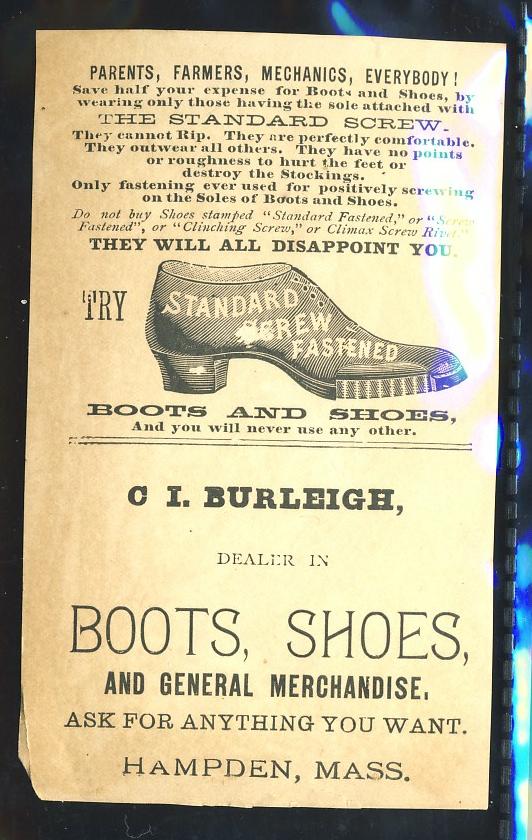 PARENTS, FARMERS, MECHANICS, EVERYBODY!
Save half your expense for Boots and Shoes, by
wearing only those having the sole attached with
THE STANDARD SCREW.
They cannot Rip. They are perfectly comfortable.
They outwear all others. They have no points
or roughness to hurt the feet or
destroy the Stockings.
Only fastening ever used for positively screwing
on the Soles of Boots and Shoes.
Do not buy Shoes stamped "Standard Fastened," or "Screw
Fastened", or "Clinching Screw," or Climax Screw Rivet."
THEY WILL ALL DISAPPOINT YOU.
TRY
STANDARD
SCREW
FASTENED
BOOTS AND SHOES,
And you will never use any other.
C I. BURLEIGH,
DEALER IN
BOOTS, SHOES,
AND GENERAL MERCHANDISE.
ASK FOR ANYTHING YOU WANT.
HAMPDEN, MASS.